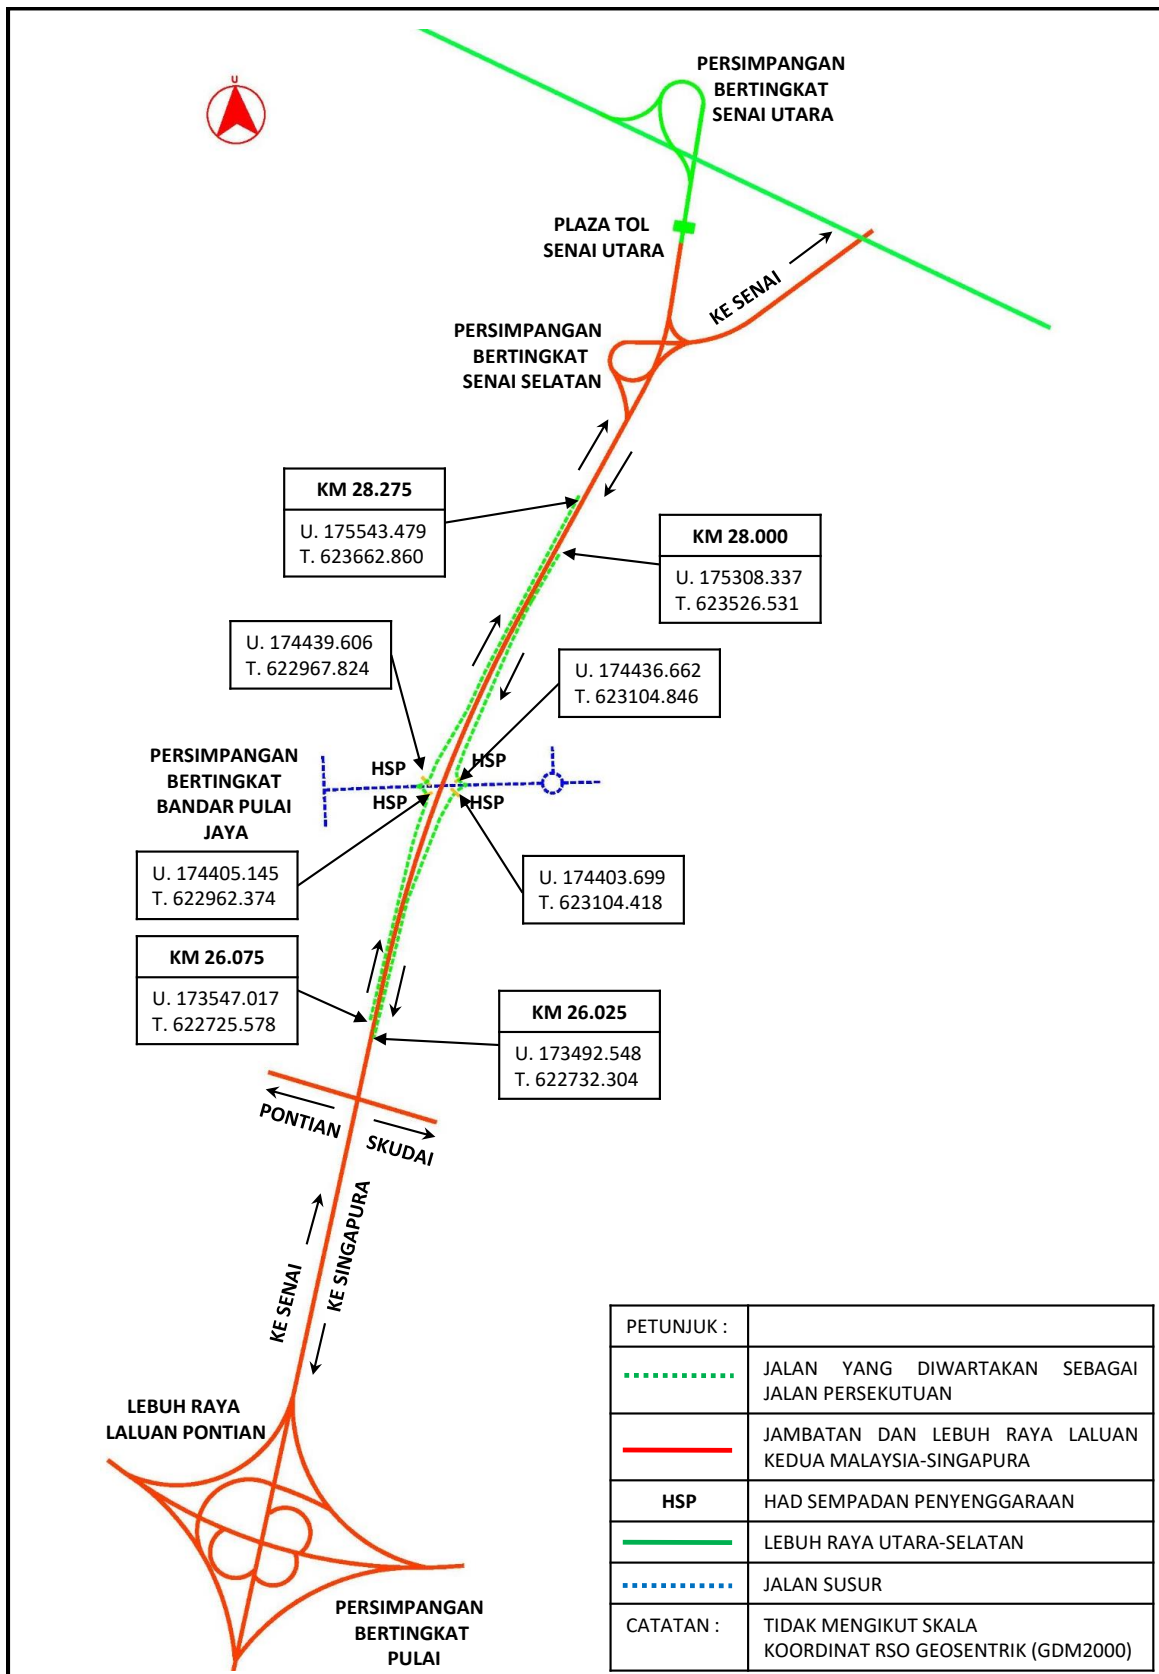 U
PERSIMPANGAN
BERTINGKAT
SENAI UTARA
PLAZA TOL
SENAI UTARA
KE SENAI
PERSIMPANGAN
BERTINGKAT
SENAI SELATAN
KM 28.275
U. 175543.479
T. 623662.860
KM 28.000
U. 175308.337
T. 623526.531
U. 174439.606
T. 622967.824
U. 174436.662
T. 623104.846
PERSIMPANGAN
BERTINGKAT
BANDAR PULAI
JAYA
HSP
HSP
HSP
HSP
U. 174405.145
T. 622962.374
U. 174403.699
T. 623104.418
KM 26.075
U. 173547.017
T. 622725.578
KM 26.025
U. 173492.548
T. 622732.304
PONTIAN
SKUDAI
KE SENAI
KE SINGAPURA
LEBUH RAYA
LALUAN PONTIAN
PERSIMPANGAN
BERTINGKAT
PULAI
PETUNJUK :
JALAN YANG DIWARTAKAN SEBAGAI
JALAN PERSEKUTUAN
JAMBATAN DAN LEBUH RAYA LALUAN
KEDUA MALAYSIA-SINGAPURA
HSP HAD SEMPADAN PENYENGGARAAN
LEBUH RAYA UTARA-SELATAN
JALAN SUSUR
CATATAN : TIDAK MENGIKUT SKALA
KOORDINAT RSO GEOSENTRIK (GDM2000)